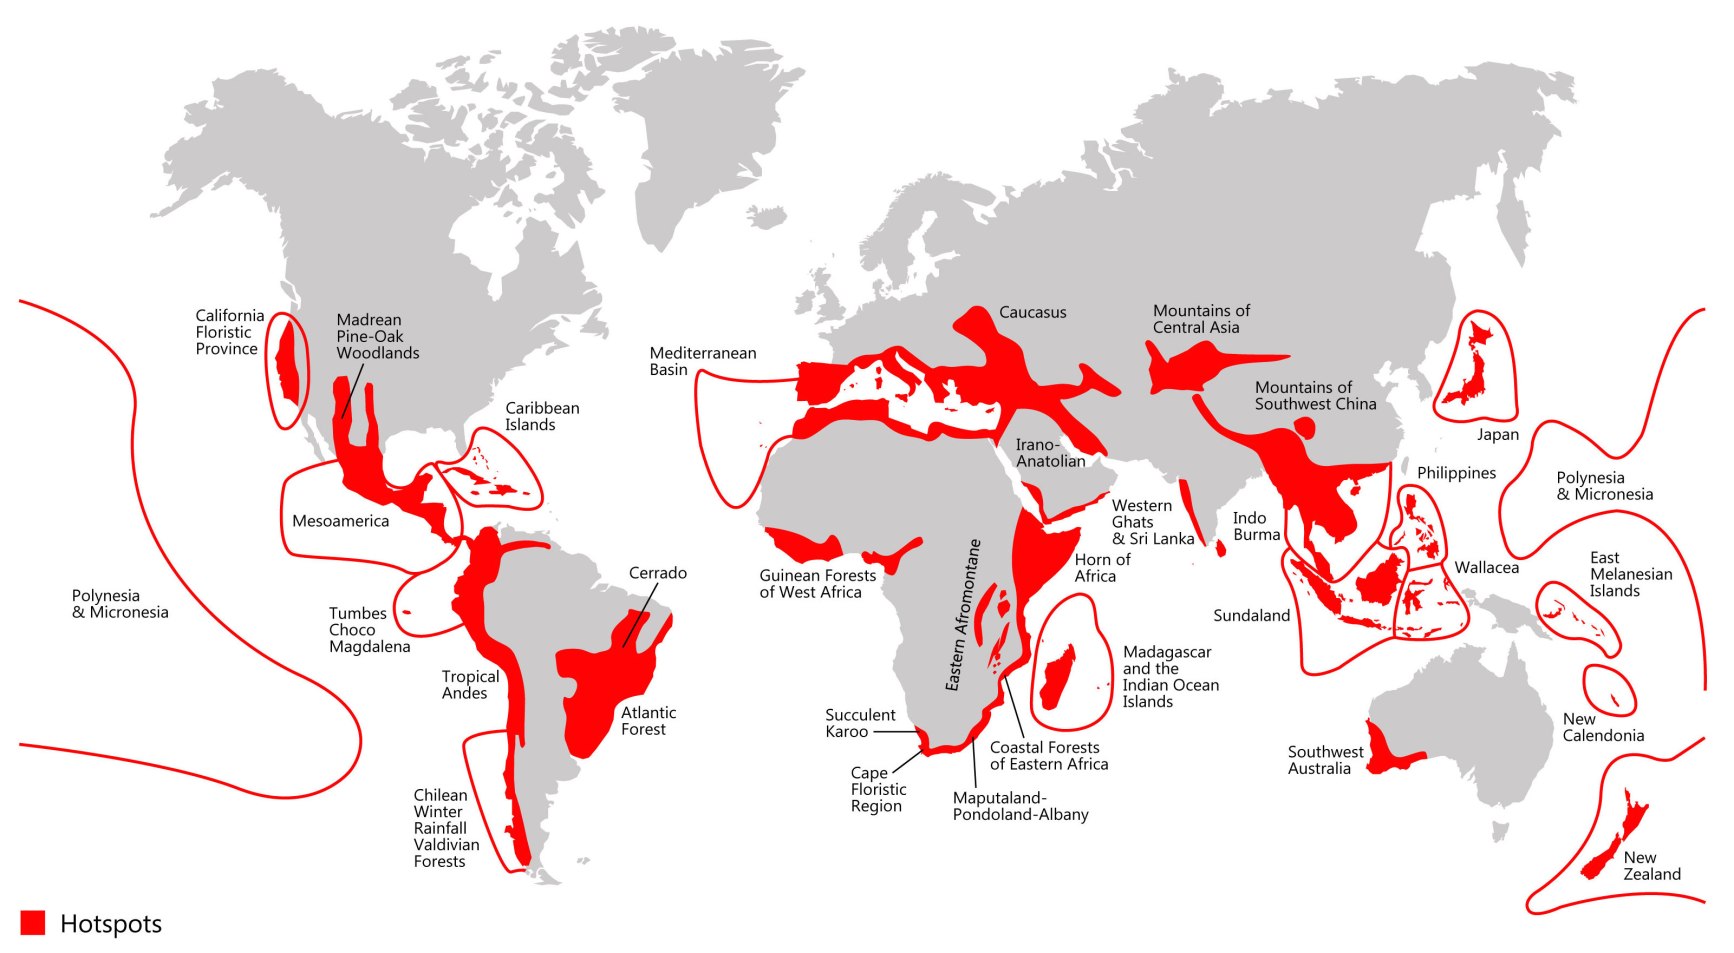 California
Floristic
Province
Madrean
Pine-Oak
Woodlands
Caribbean
Islands
Mesoamerica
Polynesia
& Micronesia
Tumbes
Choco
Magdalena
Tropical
Andes
Cerrado
Atlantic
Forest
Chilean
Winter
Rainfall
Valdivian
Forests
Mediterranean
Basin
Caucasus
Irano-
Anatolian
Mountains of
Central Asia
Mountains of
Southwest China
Japan
Philippines
Polynesia
& Micronesia
Western
Ghats
& Sri Lanka
Indo
Burma
Guinean Forests
of West Africa
Eastern Afromontane
Horn of
Africa
Wallacea
East
Melanesian
Islands
Sundaland
Madagascar
and the
Indian Ocean
Islands
Succulent
Karoo
Cape
Floristic
Region
Coastal Forests
of Eastern Africa
Maputaland-
Pondoland-Albany
Southwest
Australia
New
Calendonia
New
Zealand
Hotspots